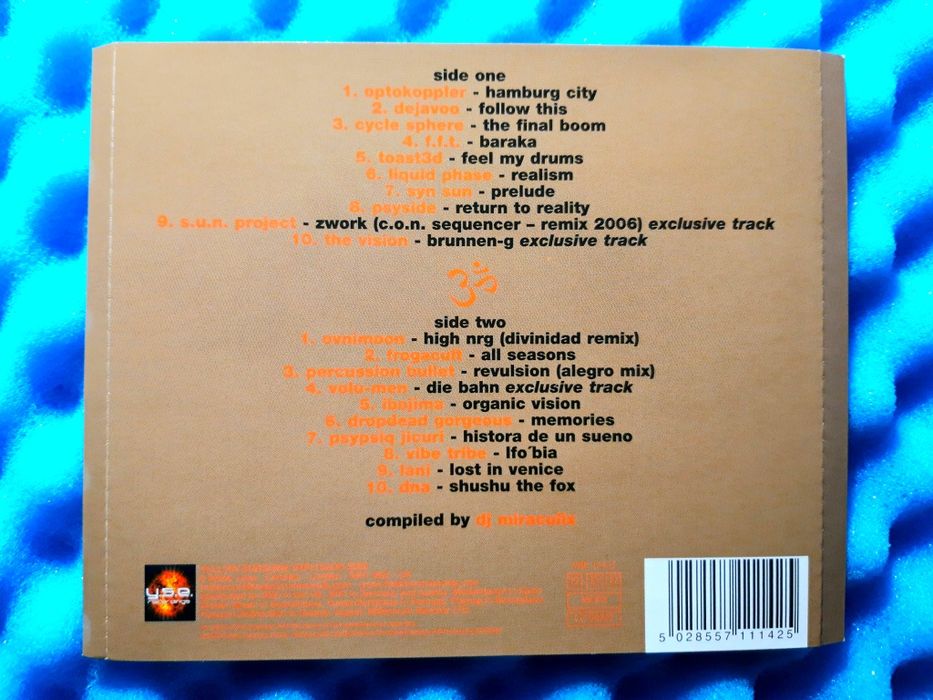 side one
1. optokoppler - hamburg city
2. dejavoo - follow this
3. cycle sphere - the final boom
4. f.f.t. - baraka
5. toast3d - feel my drums
6. liquid phase - realism
7. syn sun - prelude
8. psyside - return to reality
9. s.u.n. project - zwork (c.o.n. sequencer – remix 2006) exclusive track
10. the vision - brunnen-g exclusive track
ॐ
side two
1. ovnimoon - high nrg (divinidad remix)
2. frogacult - all seasons
3. percussion bullet - revulsion (alegro mix)
4. volu-men - die bahn exclusive track
5. ibojima - organic vision
6. dropdead gorgeous - memories
7. psypsiq jicuri - histora de un sueno
8. vibe tribe - lfo´bia
9. lani - lost in venice
10. dna - shushu the fox
compiled by dj miraculix
y.s.e.
5 028557 111425